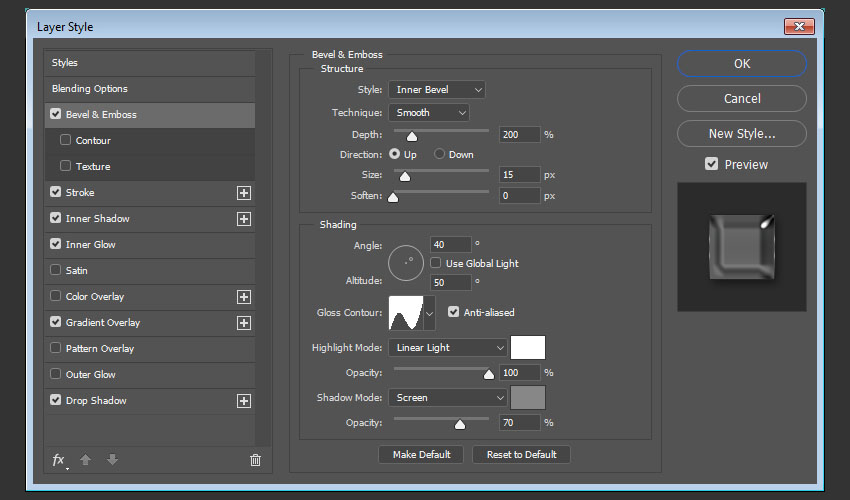 Layer Style
Styles
Blending Options
Bevel & Emboss
Contour
Texture
Stroke
Inner Shadow
Inner Glow
Satin
Color Overlay
Gradient Overlay
Pattern Overlay
Outer Glow
Drop Shadow
fx
Bevel & Emboss
Structure
Style: Inner Bevel
Technique: Smooth
Depth: 200 %
Direction: Up Down
Size: 15 px
Soften: 0 px
Shading
Angle: 40 °
Use Global Light
Altitude: 50 °
Gloss Contour: Anti-aliased
Highlight Mode: Linear Light
Opacity: 100 %
Shadow Mode: Screen
Opacity: 70 %
Make Default Reset to Default
OK
Cancel
New Style...
Preview